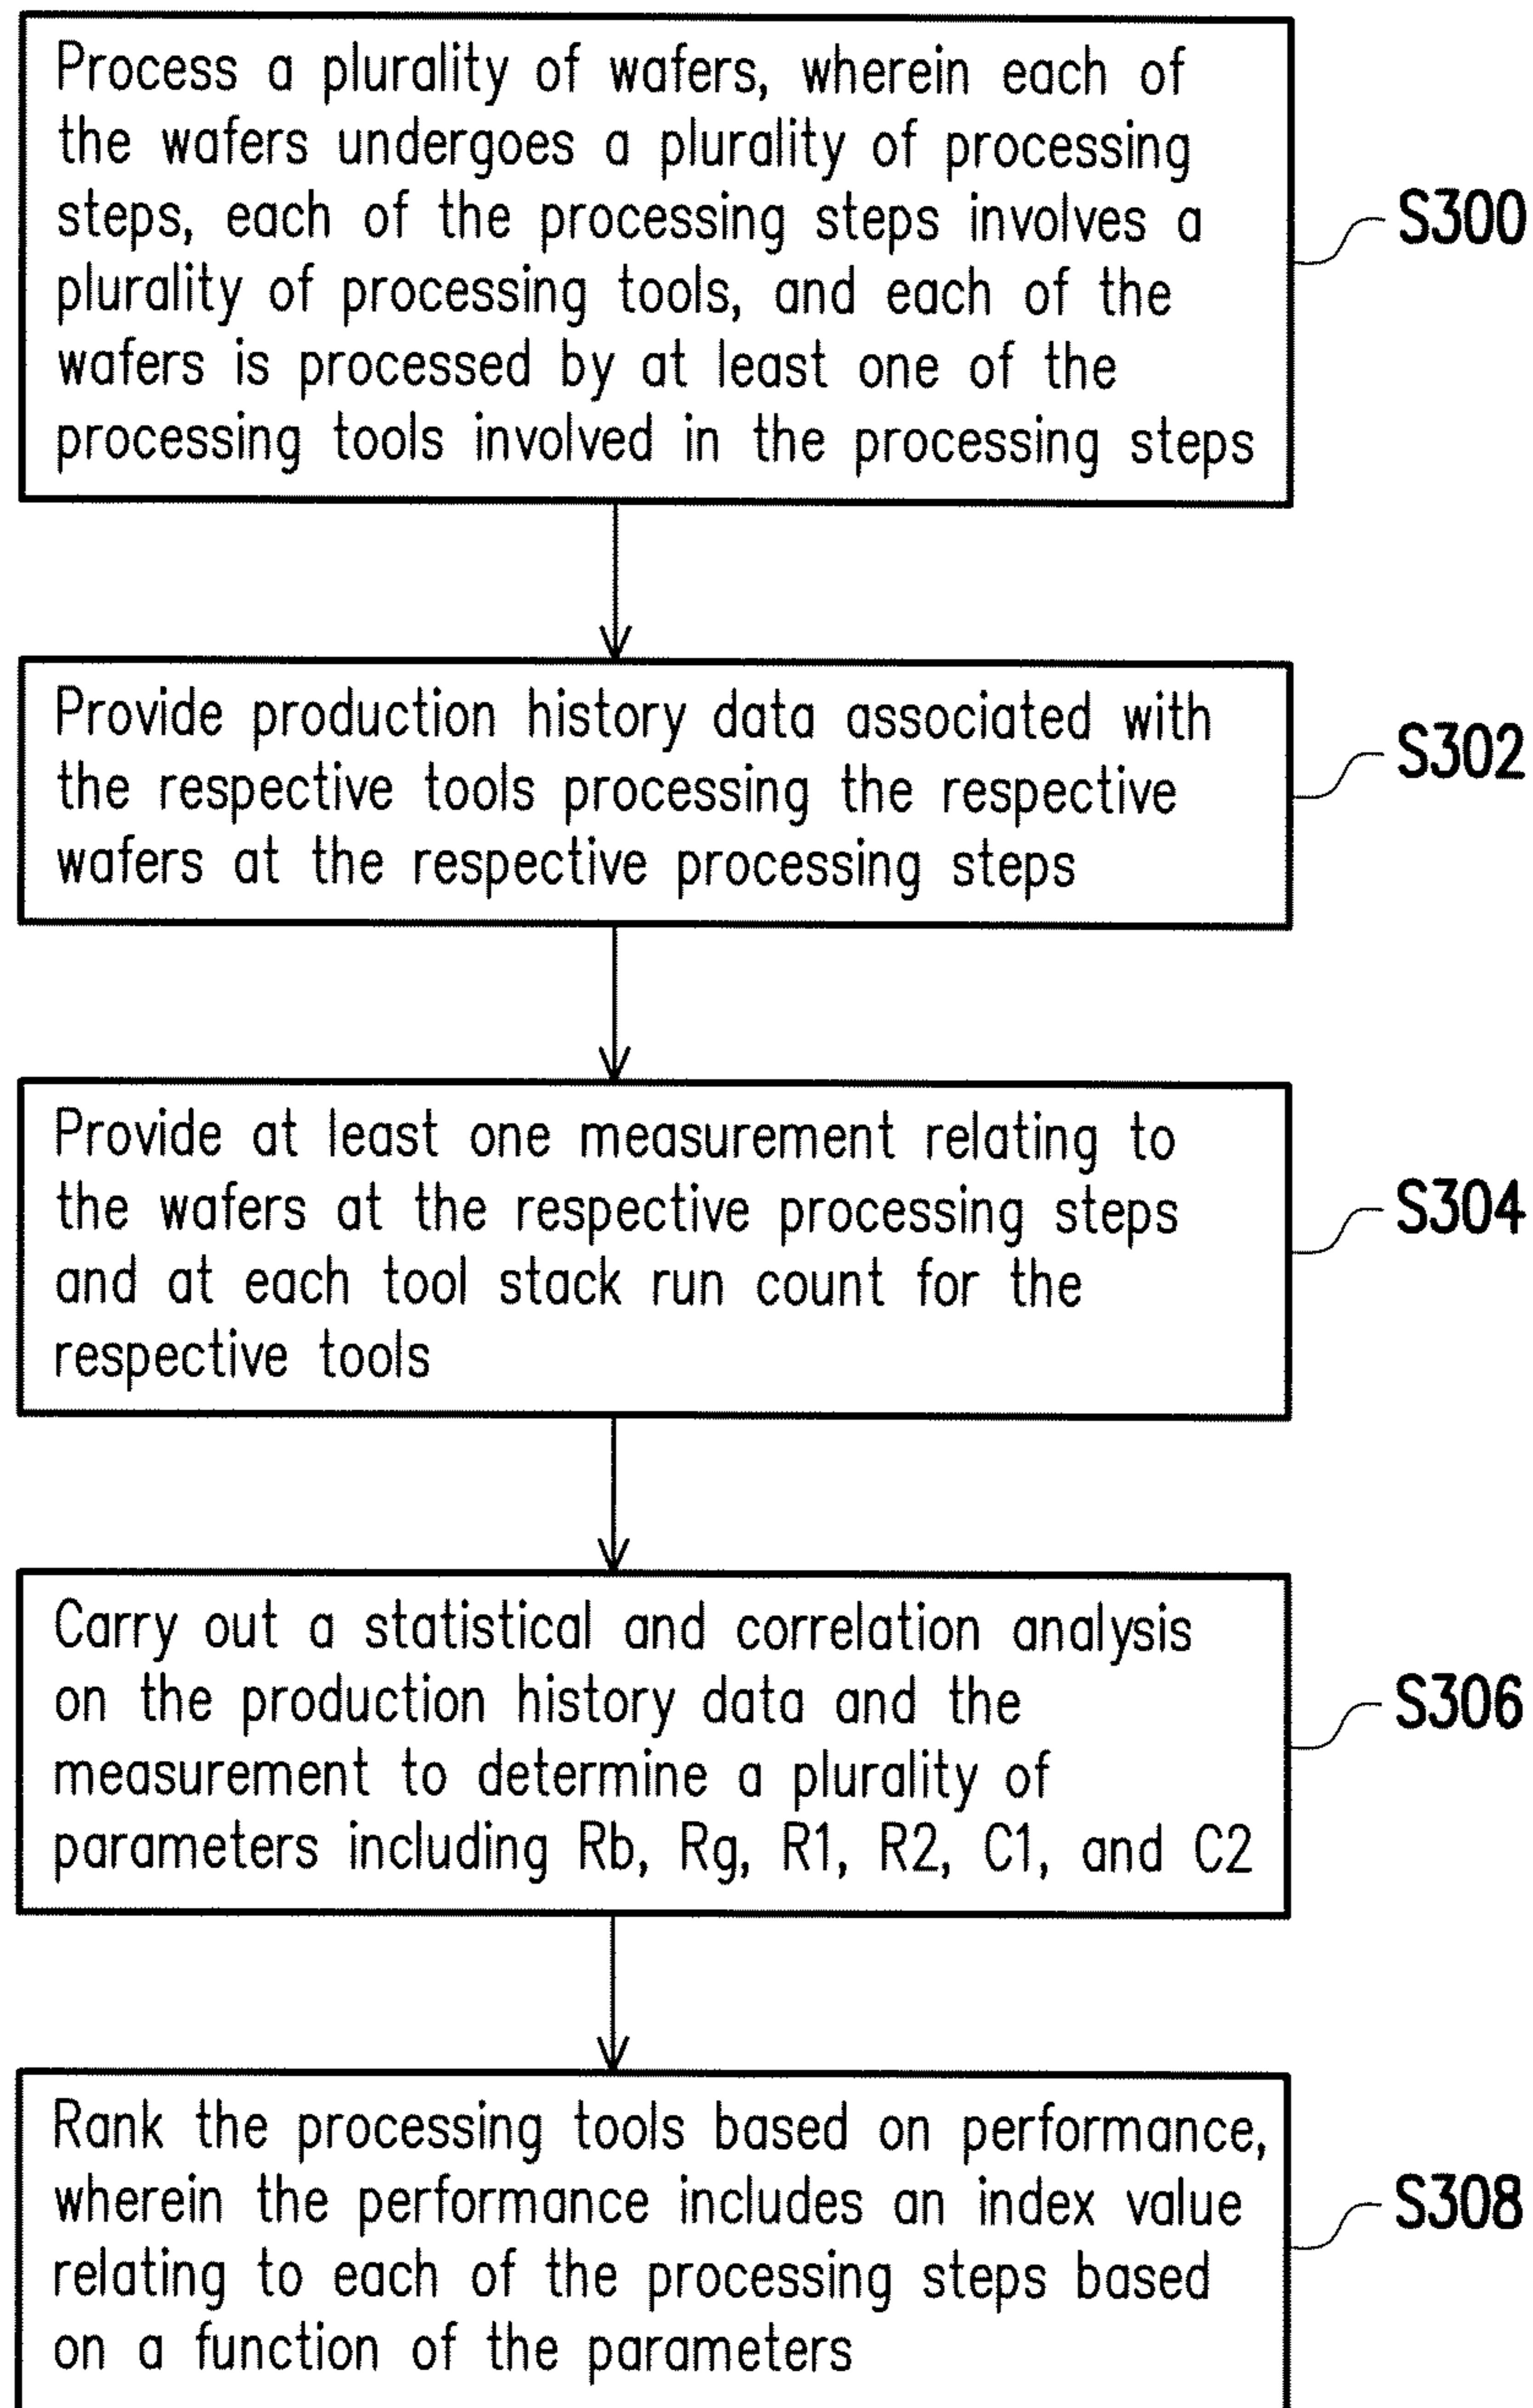 Process a plurality of wafers, wherein each of
the wafers undergoes a plurality of processing
steps, each of the processing steps involves a
plurality of processing tools, and each of the
wafers is processed by at least one of the
processing tools involved in the processing steps
S300
Provide production history data associated with
the respective tools processing the respective
wafers at the respective processing steps
S302
Provide at least one measurement relating to
the wafers at the respective processing steps
and at each tool stack run count for the
respective tools
S304
Carry out a statistical and correlation analysis
on the production history data and the
measurement to determine a plurality of
parameters including Rb, Rg, R1, R2, C1, and C2
S306
Rank the processing tools based on performance,
wherein the performance includes an index value
relating to each of the processing steps based
on a function of the parameters
S308